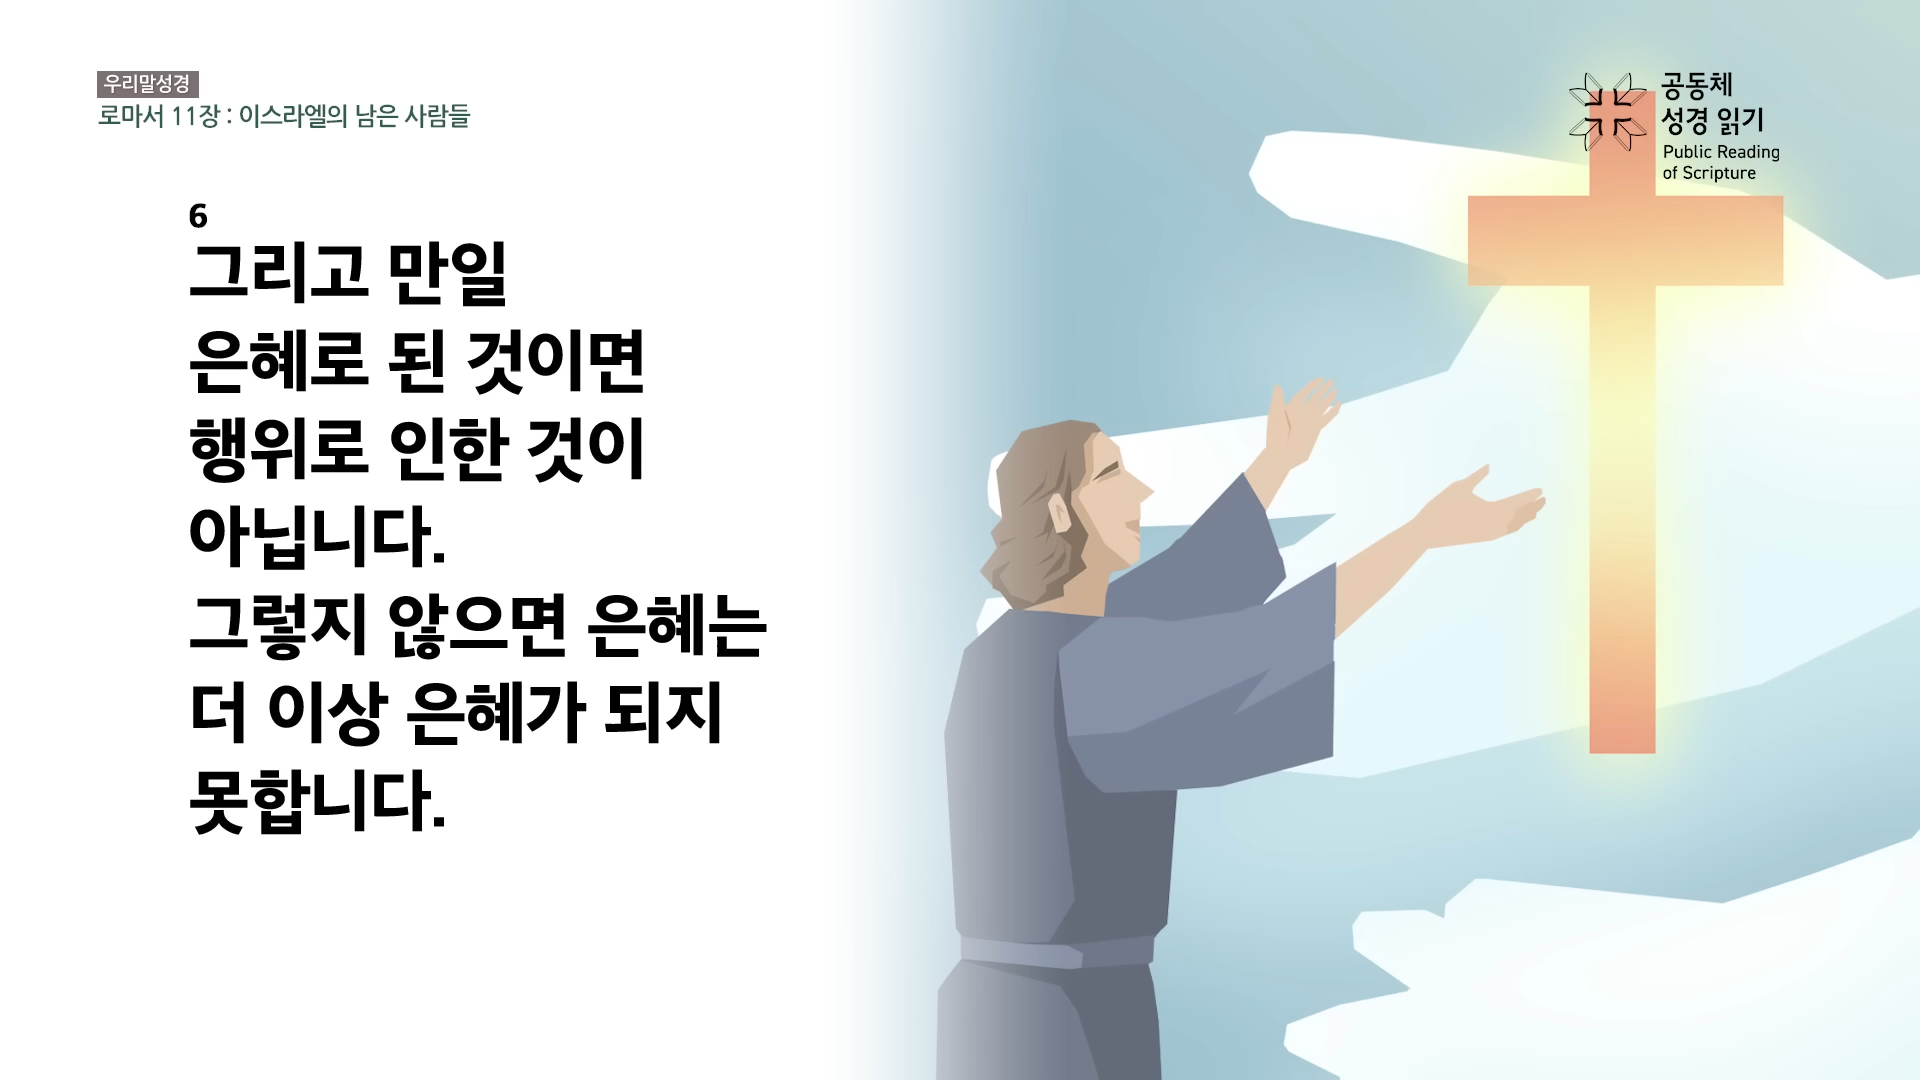 우리말성경
로마서 11장 : 이스라엘의 남은 사람들
공동체
성경 읽기
Public Reading
of Scripture
6
그리고 만일
은혜로 된 것이면
행위로 인한 것이
아닙니다.
그렇지 않으면 은혜는
더 이상 은혜가 되지
못합니다.